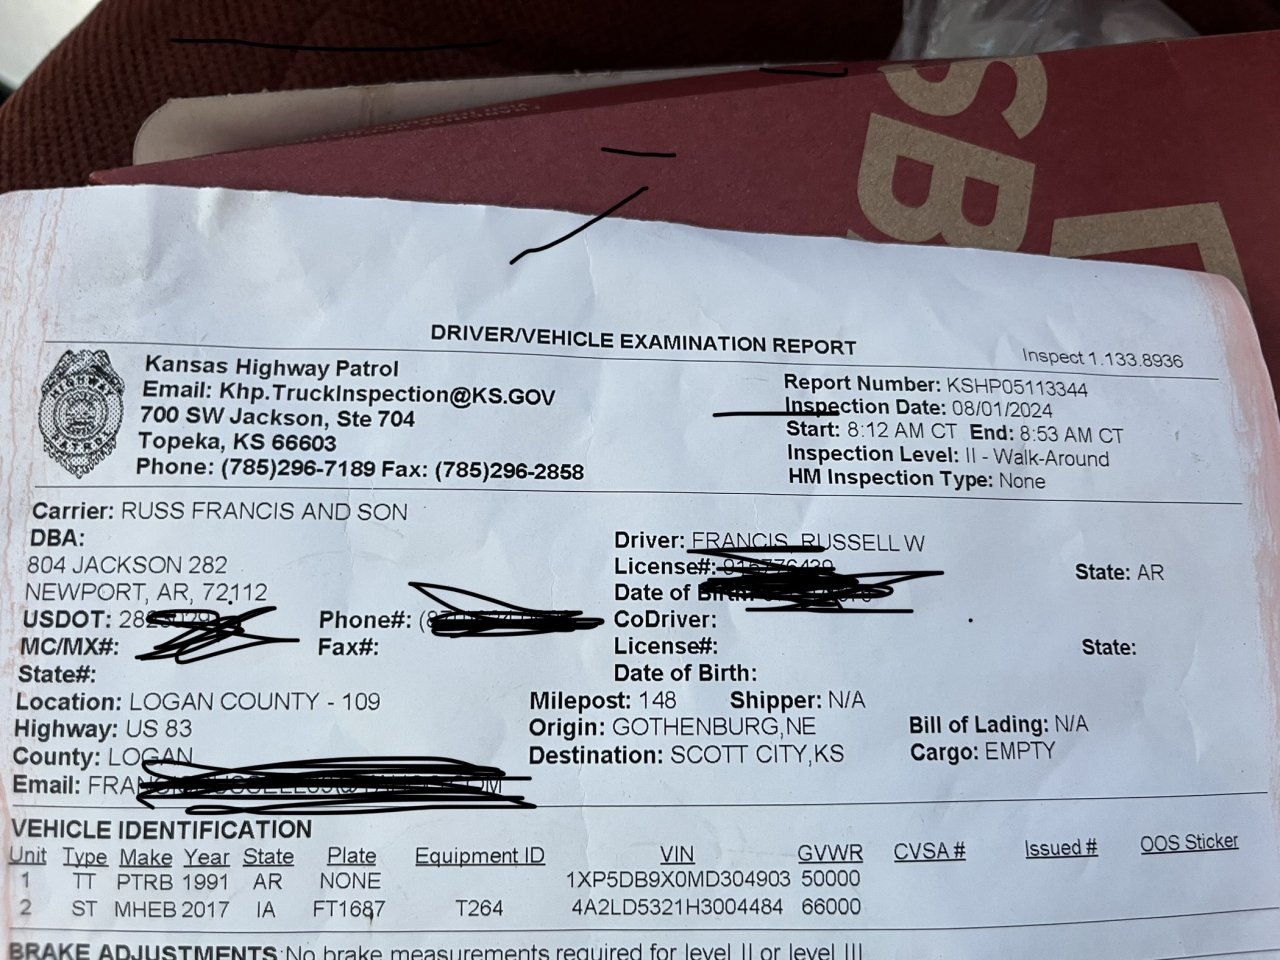 SB
DRIVER/VEHICLE EXAMINATION REPORT
Inspect 1.133.8936
HIGHWAY PATROL
Kansas Highway Patrol
Email: Khp.TruckInspection@KS.GOV
700 SW Jackson, Ste 704
Topeka, KS 66603
Phone: (785)296-7189 Fax: (785)296-2858
Report Number: KSHP05113344
Inspection Date: 08/01/2024
Start: 8:12 AM CT End: 8:53 AM CT
Inspection Level: II - Walk-Around
HM Inspection Type: None
Carrier: RUSS FRANCIS AND SON
DBA:
804 JACKSON 282
NEWPORT, AR, 72112
USDOT: 28
Phone#: (
MC/MX#:
Fax#:
State#:
Driver: FRANCIS, RUSSELL W
License#:
State: AR
Date of Birth:
CoDriver:
License#:
State:
Date of Birth:
Location: LOGAN COUNTY - 109
Milepost: 148 Shipper: N/A
Highway: US 83
Origin: GOTHENBURG,NE
Bill of Lading: N/A
County: LOGAN
Destination: SCOTT CITY,KS
Cargo: EMPTY
Email:
VEHICLE IDENTIFICATION
Unit Type Make Year State Plate Equipment ID VIN GVWR CVSA # Issued # OOS Sticker
1 TT PTRB 1991 AR NONE 1XP5DB9X0MD304903 50000
2 ST MHEB 2017 IA FT1687 T264 4A2LD5321H3004484 66000
BRAKE ADJUSTMENTS: No brake measurements required for level II or level III